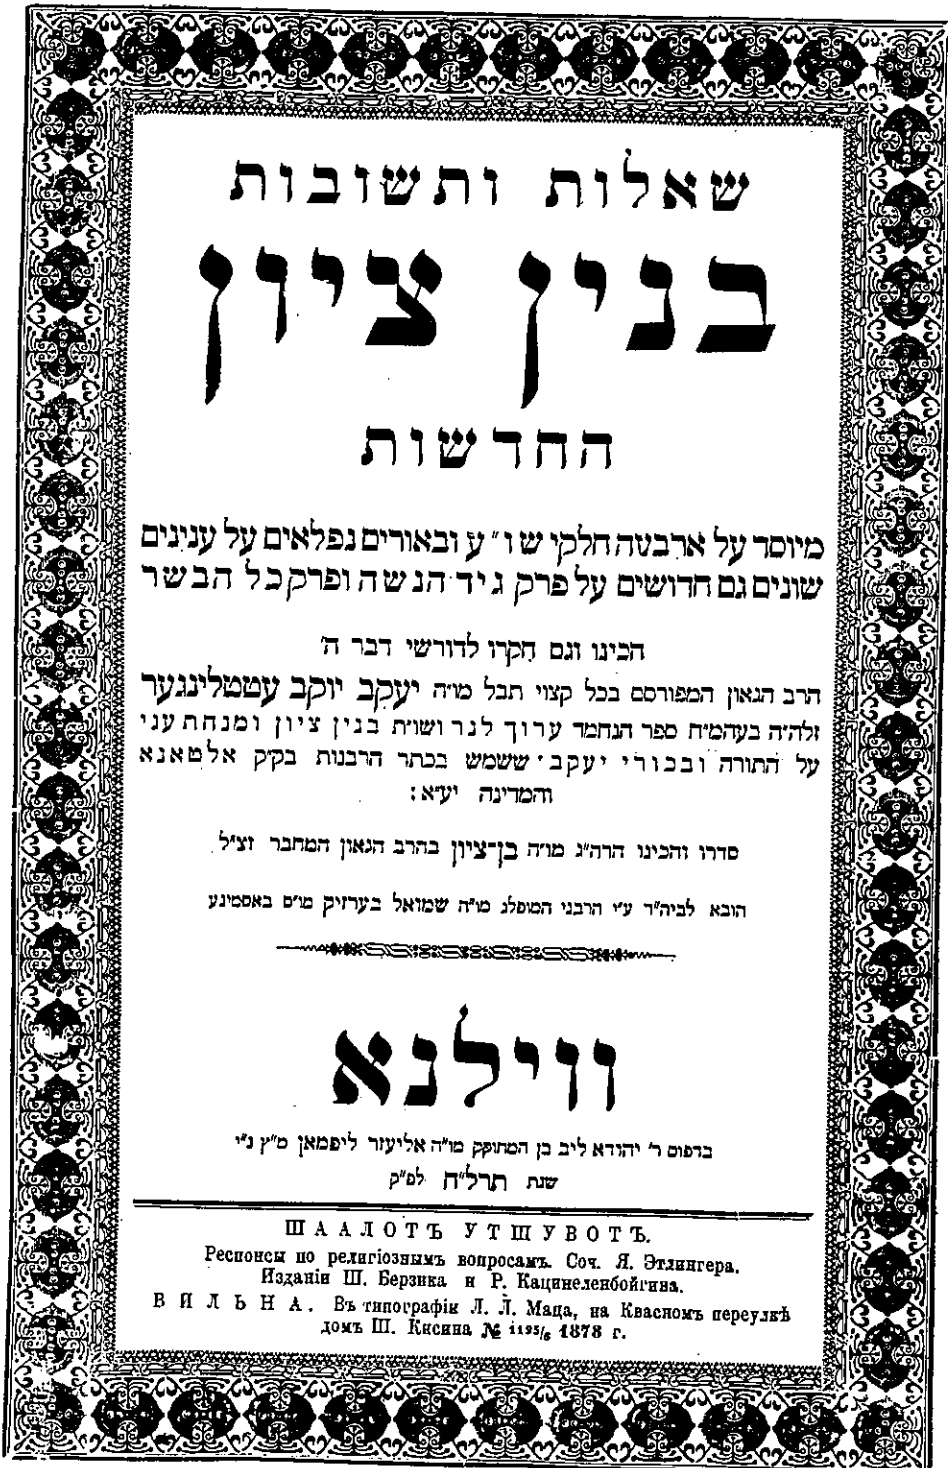 שאלות ותשובות
בנין ציון
החדשות
מיוסד על ארבעה חלקי שו״ע ובאורים נפלאים על ענינים
שונים גם חדושים על פרק גיד הנשה ופרק כל הבשר
הכינו וגם חקרו לדורשי דבר ה'
הרב הגאון המפורסם בכל קצוי תבל מו״ה יעקב יוקב עטטלינגער
זלה״ה בעהמ״ח ספר הנחמד ערוך לנר ושו״ת בנין ציון ומנחת עני
על התורה ובכורי יעקב· ששמש בכתר הרבנות בק״ק אלטאנא
והמדינה יע״א:
סדרו והכינו הרה״ג מו״ה בן־ציון בהרב הגאון המחבר זצ״ל
הובא לביה״ד ע״י הרבני המופלג מו״ה שמואל בערזיק מו״ס באסמינע
ווילנא
בדפוס ר' יהודא ליב בן המתופק מו״ה אליעזר ליפמאן מ״ץ נ״י
שנת תרל״ח לפ״ק
ШААЛОТЪ УТШУВОТЪ.
Респонсы по религіознымъ вопросамъ. Соч. Я. Этлингера.
Изданіи Ш. Берзика и Р. Кацинеленбойгина.
ВИЛЬНА. Въ типографіи Л. Л. Маца, на Квасномъ переулкѣ
домъ Ш. Кисина № 1195/6 1878 г.